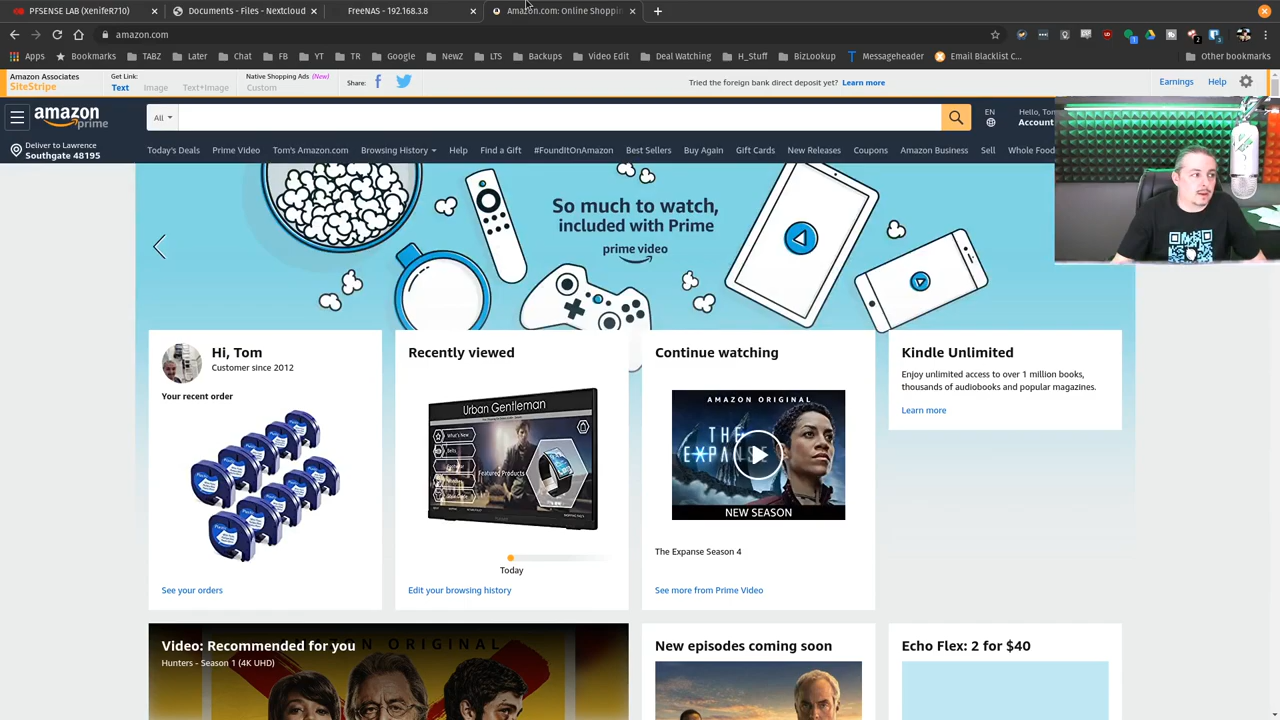 PFSENSE LAB (XenifeR710)
Documents - Files - Nextcloud
FreeNAS - 192.168.3.8
Amazon.com: Online Shoppin
amazon.com
Apps
Bookmarks
TABZ
Later
Chat
FB
YT
TR
Google
NewZ
LTS
Backups
Video Edit
Deal Watching
H_Stuff
BizLookup
Messageheader
Email Blacklist C...
Other bookmarks
Amazon Associates
SiteStripe
Get Link:
Text
Image
Text+Image
Native Shopping Ads (New)
Custom
Share:
Tried the foreign bank direct deposit yet? Learn more
Earnings
Help
amazon
prime
All
EN
Hello, Tom
Account
Deliver to Lawrence
Southgate 48195
Today's Deals
Prime Video
Tom's Amazon.com
Browsing History
Help
Find a Gift
#FoundItOnAmazon
Best Sellers
Buy Again
Gift Cards
New Releases
Coupons
Amazon Business
Sell
Whole Food
So much to watch,
included with Prime
prime video
Hi, Tom
Customer since 2012
Your recent order
See your orders
Recently viewed
Urban Gentleman
What's New
Belts
Featured Products
Today
Edit your browsing history
Continue watching
AMAZON ORIGINAL
THE
EXPANSE
NEW SEASON
The Expanse Season 4
See more from Prime Video
Kindle Unlimited
Enjoy unlimited access to over 1 million books,
thousands of audiobooks and popular magazines.
Learn more
Video: Recommended for you
Hunters - Season 1 (4K UHD)
New episodes coming soon
Echo Flex: 2 for $40